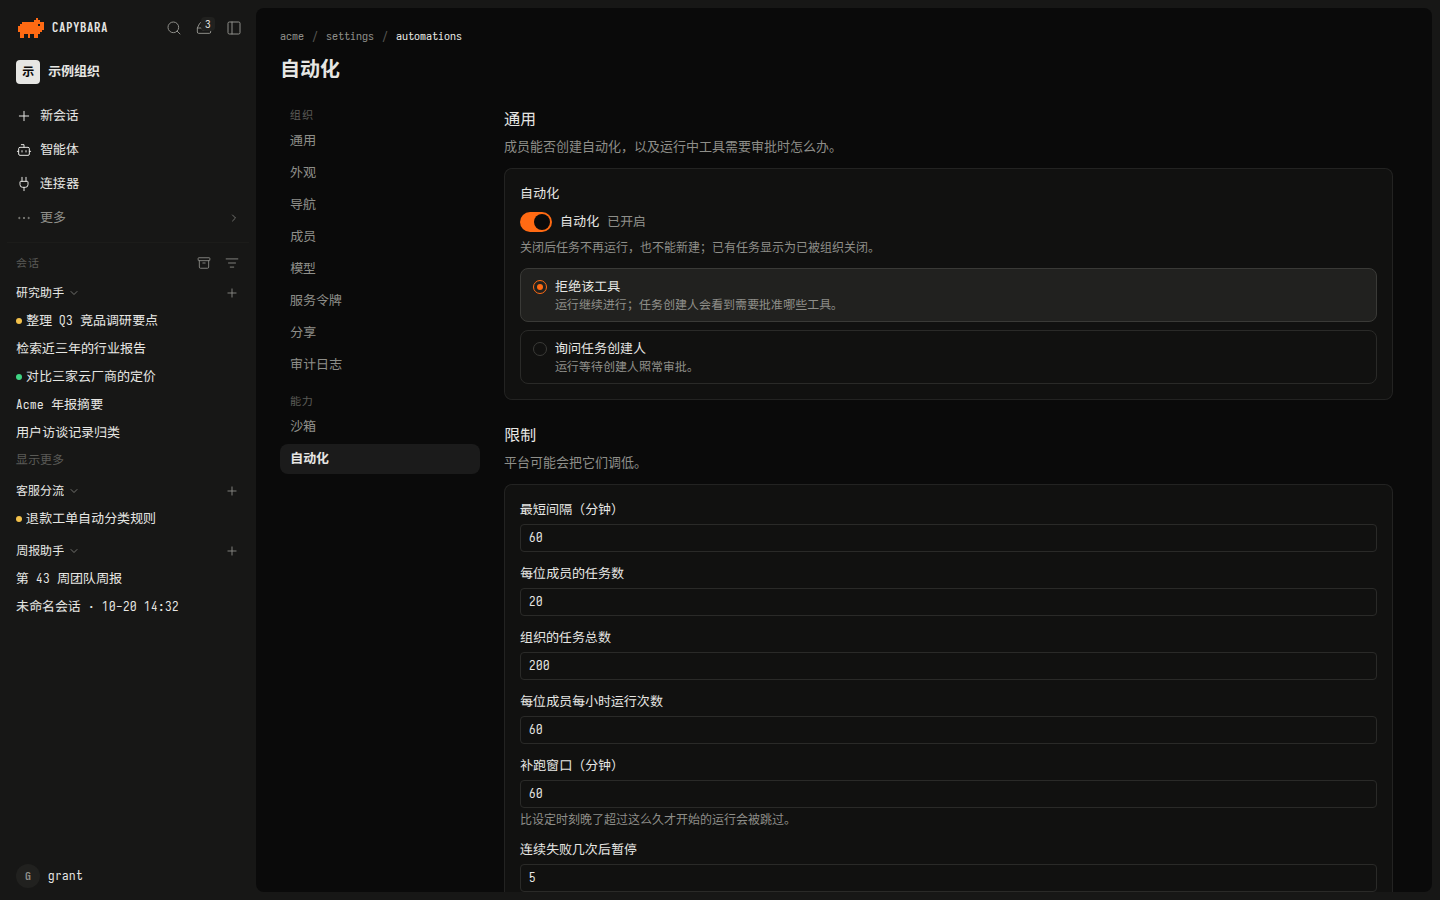 CAPYBARA
3
示 示例组织
新会话
智能体
连接器
更多
会话
研究助手
整理 Q3 竞品调研要点
检索近三年的行业报告
对比三家云厂商的定价
Acme 年报摘要
用户访谈记录归类
显示更多
客服分流
退款工单自动分类规则
周报助手
第 43 周团队周报
未命名会话 · 10-20 14:32
G grant
acme / settings / automations
自动化
组织
通用
外观
导航
成员
模型
服务令牌
分享
审计日志
能力
沙箱
自动化
通用
成员能否创建自动化，以及运行中工具需要审批时怎么办。
自动化
自动化 已开启
关闭后任务不再运行，也不能新建；已有任务显示为已被组织关闭。
拒绝该工具
运行继续进行；任务创建人会看到需要批准哪些工具。
询问任务创建人
运行等待创建人照常审批。
限制
平台可能会把它们调低。
最短间隔（分钟）
60
每位成员的任务数
20
组织的任务总数
200
每位成员每小时运行次数
60
补跑窗口（分钟）
60
比设定时刻晚了超过这么久才开始的运行会被跳过。
连续失败几次后暂停
5